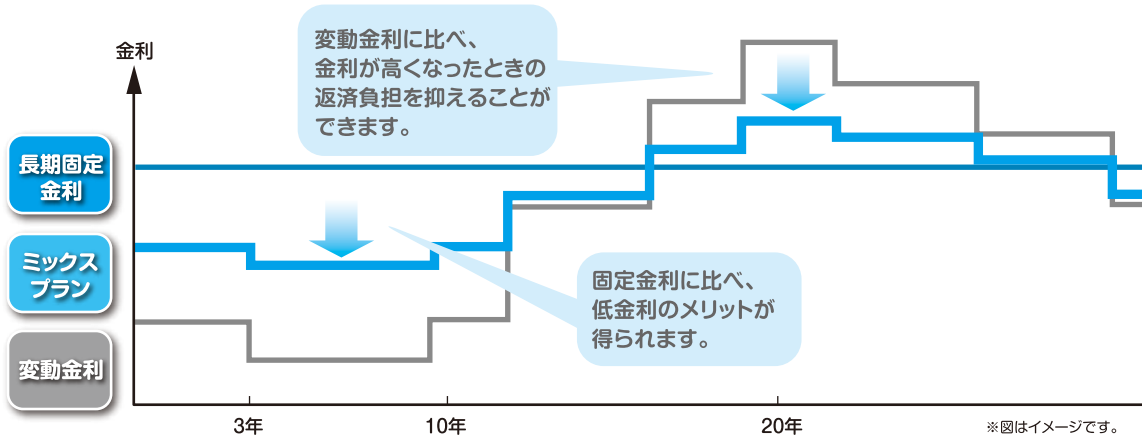 金利
変動金利に比べ、
金利が高くなったときの
返済負担を抑えることが
できます。
長期固定
金利
ミックス
プラン
変動金利
固定金利に比べ、
低金利のメリットが
得られます。
3年
10年
20年
※図はイメージです。